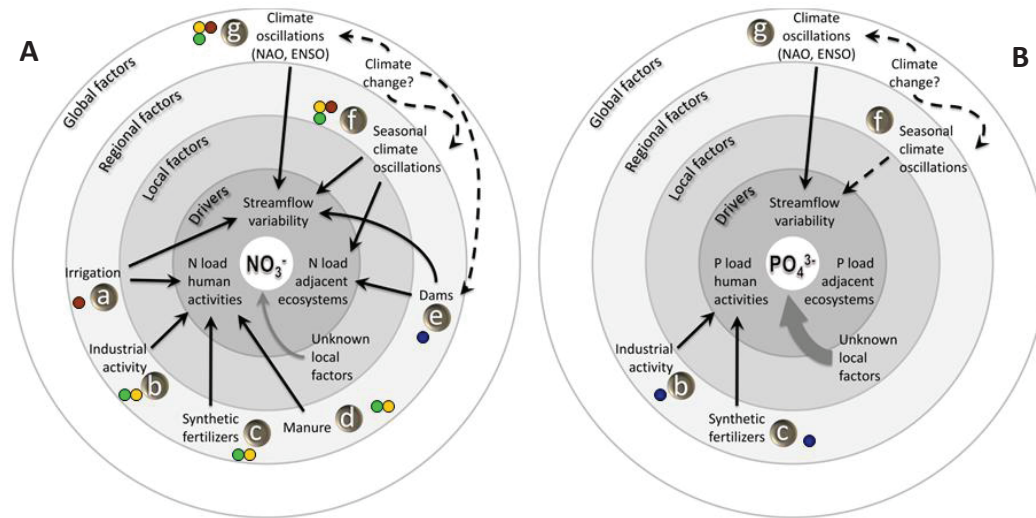 A
Global factors
Regional factors
Local factors
Drivers
g
Climate
oscillations
(NAO, ENSO)
Climate
change?
f
Seasonal
climate
oscillations
Streamflow
variability
NO₃⁻
N load
human
activities
N load
adjacent
ecosystems
Irrigation
a
Dams
e
Industrial
activity
b
Unknown
local
factors
Synthetic
fertilizers
c
Manure
d
B
Global factors
Regional factors
Local factors
Drivers
g
Climate
oscillations
(NAO, ENSO)
Climate
change?
f
Seasonal
climate
oscillations
Streamflow
variability
PO₄³⁻
P load
human
activities
P load
adjacent
ecosystems
Industrial
activity
b
Unknown
local
factors
Synthetic
fertilizers
c